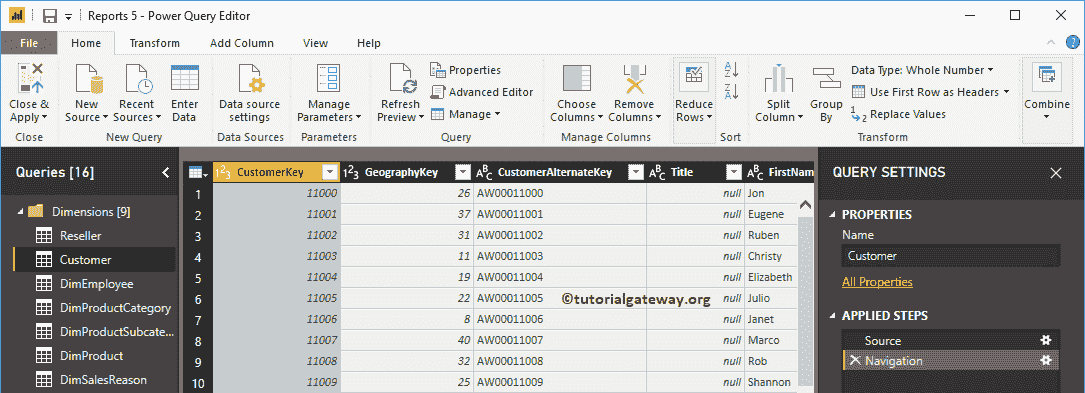 Reports 5 - Power Query Editor
File Home Transform Add Column View Help
Close & Apply
New Source
Recent Sources
Enter Data
Data source settings
Manage Parameters
Refresh Preview
Properties
Advanced Editor
Manage
Choose Columns
Remove Columns
Reduce Rows
Split Column
Group By
Data Type: Whole Number
Use First Row as Headers
Replace Values
Combine
Close New Query Data Sources Parameters Query Manage Columns Sort Transform
Queries [16]
Dimensions [9]
Reseller
Customer
DimEmployee
DimProductCategory
DimProductSubcate...
DimProduct
DimSalesReason
CustomerKey GeographyKey CustomerAlternateKey Title FirstNam
1 11000 26 AW00011000 null Jon
2 11001 37 AW00011001 null Eugene
3 11002 31 AW00011002 null Ruben
4 11003 11 AW00011003 null Christy
5 11004 19 AW00011004 null Elizabeth
6 11005 22 AW00011005 null Julio
7 11006 8 AW00011006 null Janet
8 11007 40 AW00011007 null Marco
9 11008 32 AW00011008 null Rob
10 11009 25 AW00011009 null Shannon
©tutorialgateway.org
QUERY SETTINGS
PROPERTIES
Name
Customer
All Properties
APPLIED STEPS
Source
Navigation